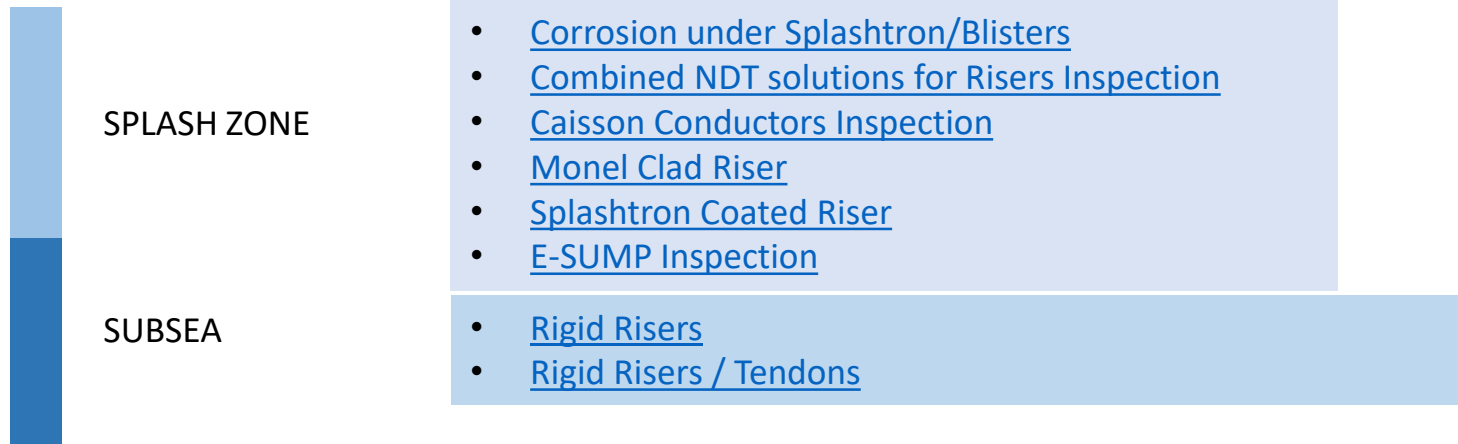 SPLASH ZONE
• Corrosion under Splashtron/Blisters
• Combined NDT solutions for Risers Inspection
• Caisson Conductors Inspection
• Monel Clad Riser
• Splashtron Coated Riser
• E-SUMP Inspection
SUBSEA
• Rigid Risers
• Rigid Risers / Tendons